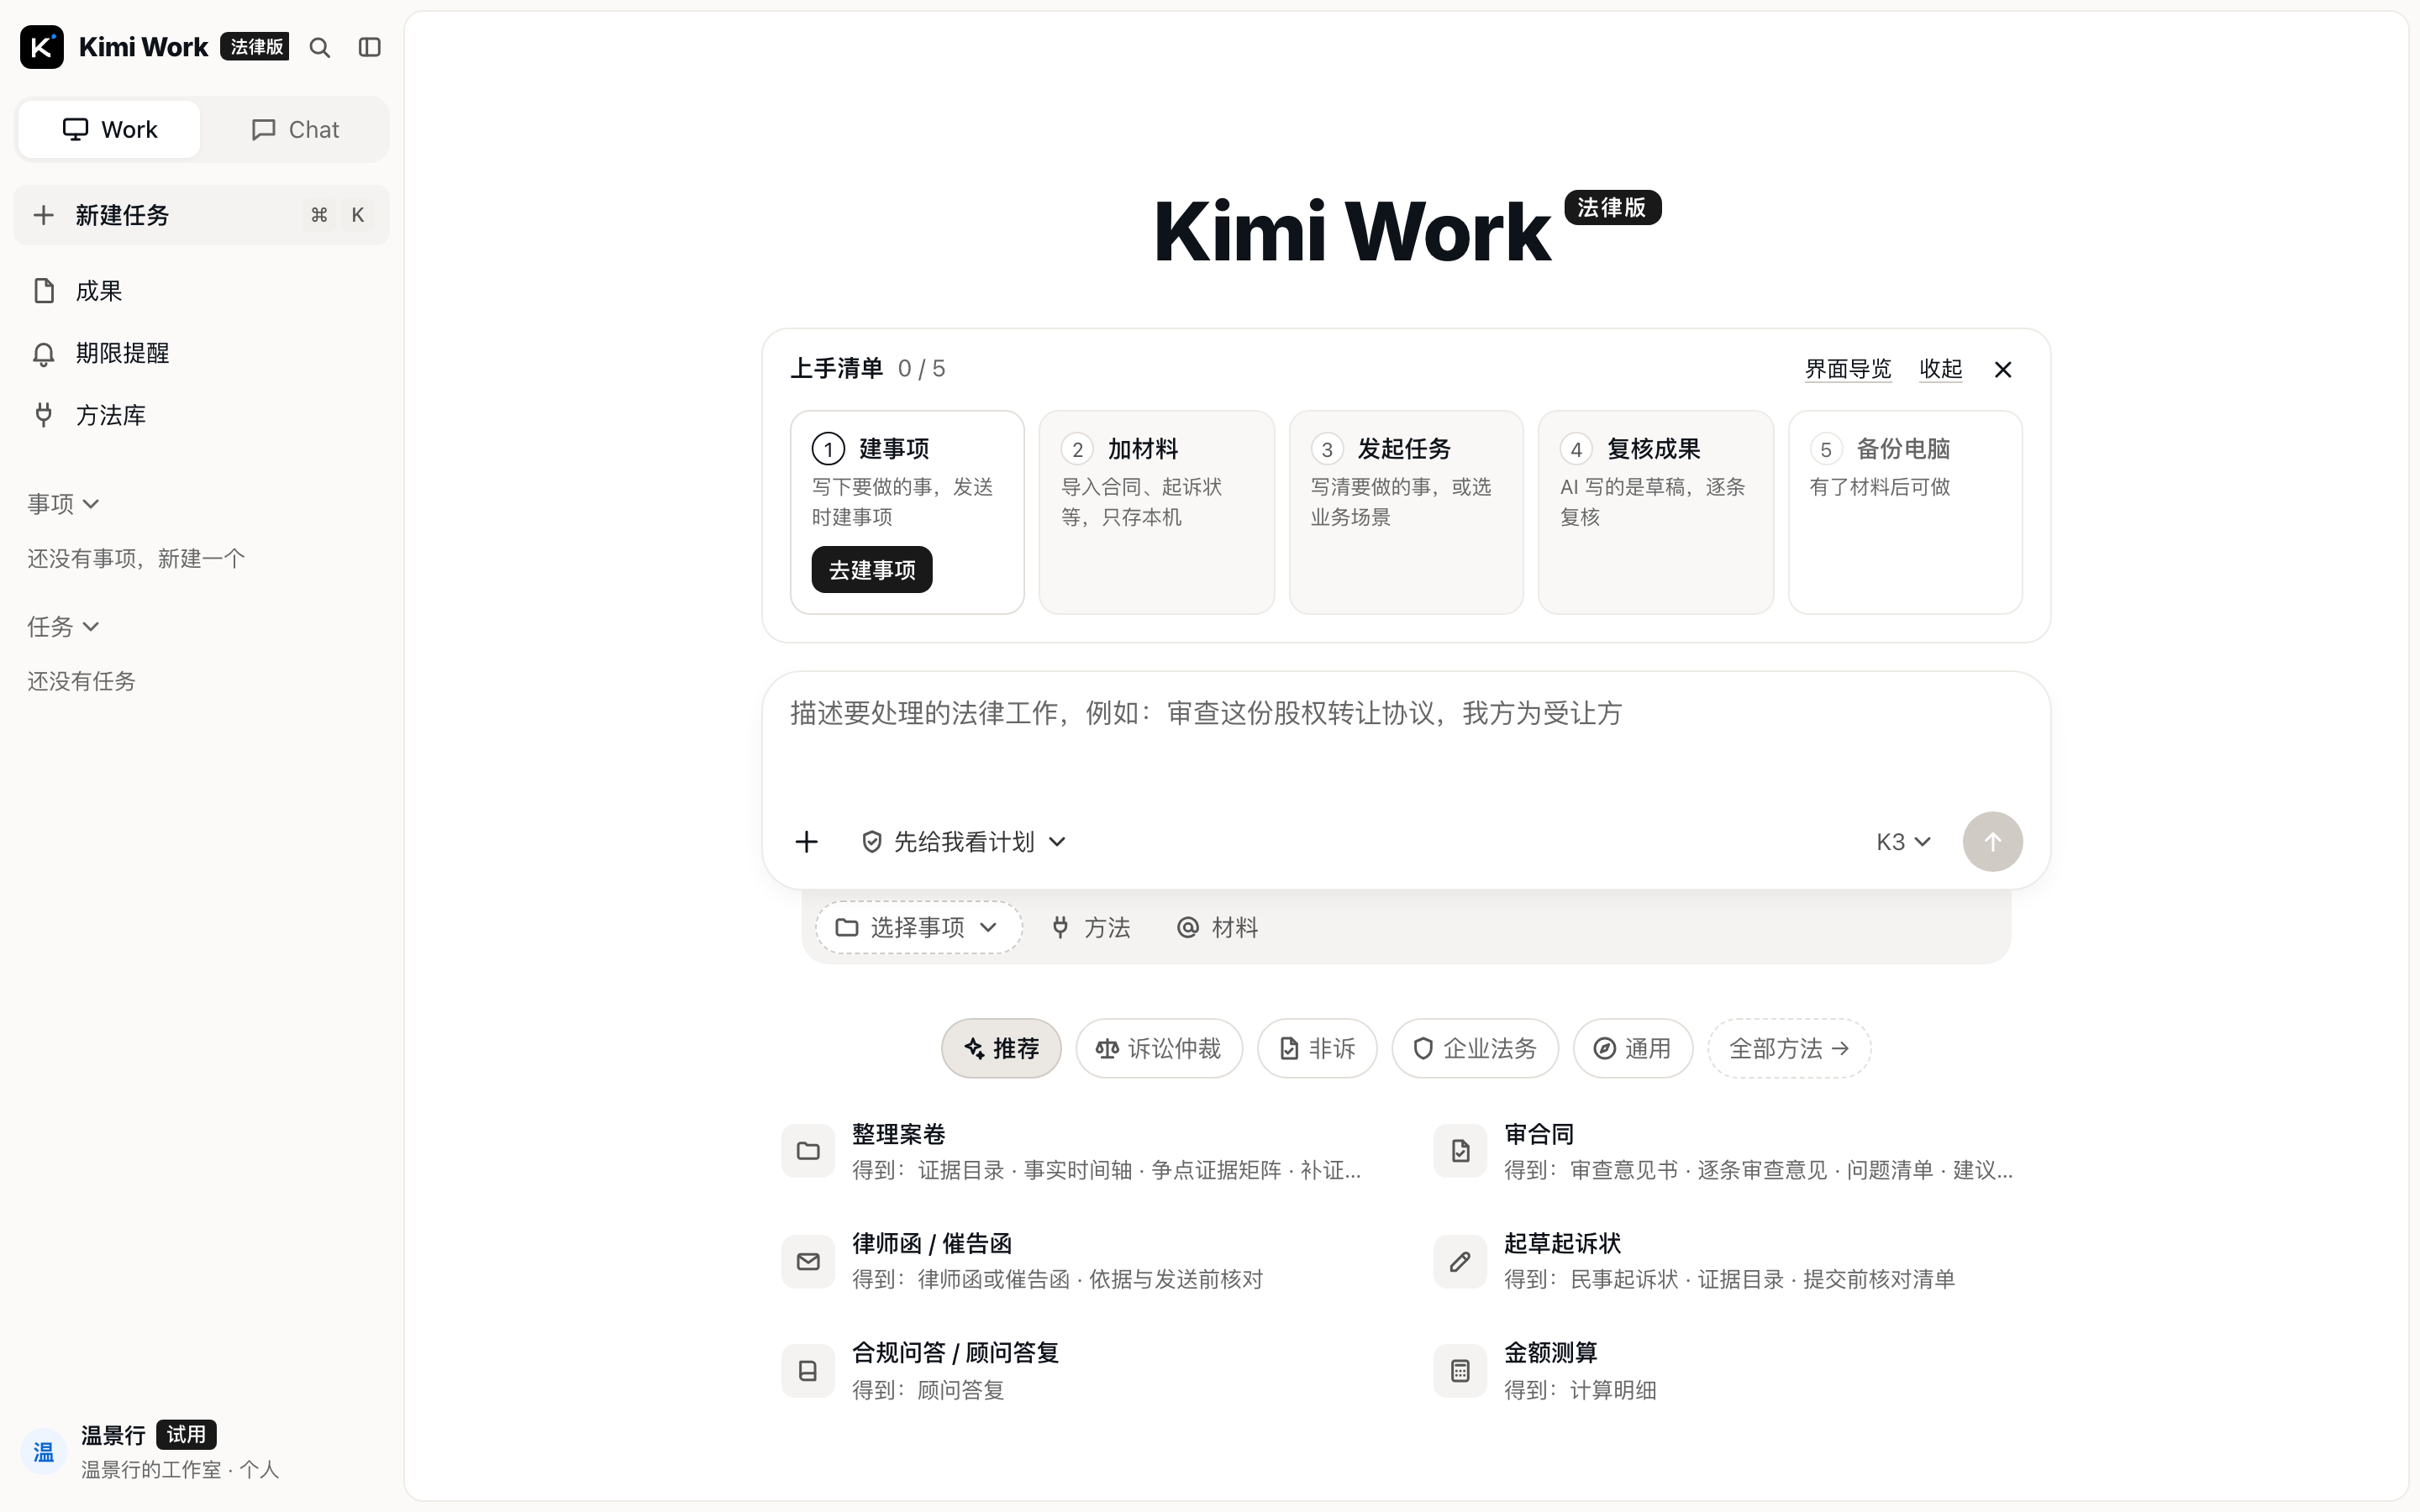 Kimi Work 法律版
Work
Chat
新建任务 ⌘ K
成果
期限提醒
方法库
事项
还没有事项，新建一个
任务
还没有任务
温 温景行 试用
温景行的工作室 · 个人
Kimi Work 法律版
上手清单 0 / 5
界面导览 收起
1 建事项
写下要做的事，发送
时建事项
去建事项
2 加材料
导入合同、起诉状
等，只存本机
3 发起任务
写清要做的事，或选
业务场景
4 复核成果
AI 写的是草稿，逐条
复核
5 备份电脑
有了材料后可做
描述要处理的法律工作，例如：审查这份股权转让协议，我方为受让方
先给我看计划
K3
选择事项 方法 材料
推荐 诉讼仲裁 非诉 企业法务 通用 全部方法 →
整理案卷
得到：证据目录 · 事实时间轴 · 争点证据矩阵 · 补证...
审合同
得到：审查意见书 · 逐条审查意见 · 问题清单 · 建议...
律师函 / 催告函
得到：律师函或催告函 · 依据与发送前核对
起草起诉状
得到：民事起诉状 · 证据目录 · 提交前核对清单
合规问答 / 顾问答复
得到：顾问答复
金额测算
得到：计算明细